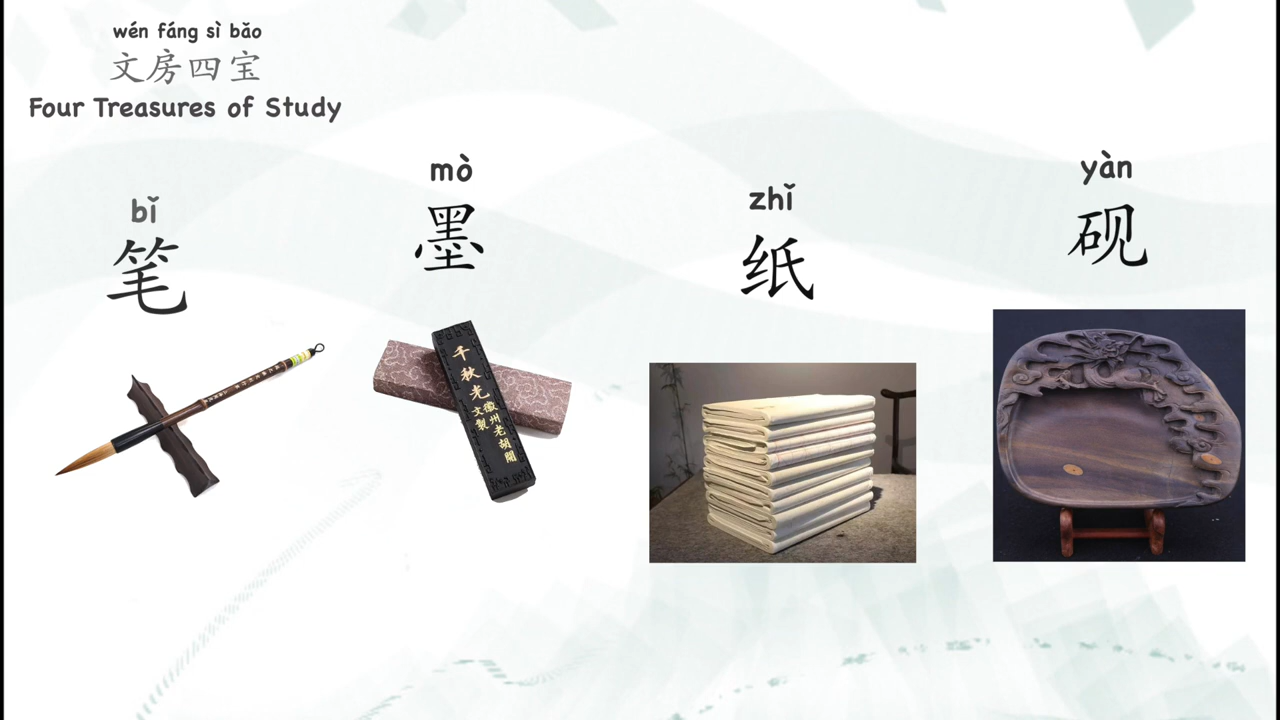 wén fáng sì bǎo
文房四宝
Four Treasures of Study
bǐ
笔
mò
墨
zhǐ
纸
yàn
砚
千秋光
徽州老胡開
文製